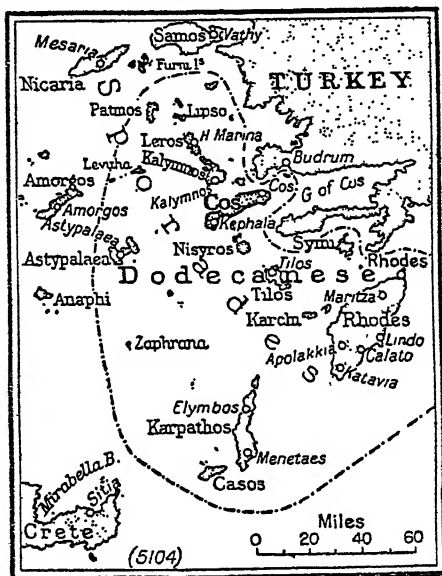 Samos
Vathy
Mesaria
Furni Is
Nicaria
TURKEY
Patmos
Lipso
Leros
H Marina
Levitha
Kalymnos
Budrum
Amorgos
Kalymnos
Cos
G of Cos
Cos
Amorgos
Astypalaea
Kephala
Nisyros
Symi
Astypalaea
Tilos
Rhodes
Dodecanese
Sporades
Anaphi
Tilos
Maritza
Karchi
Rhodes
Zaphrana
Apolakkia
Lindo
Calato
Katavia
Elymbos
Karpathos
Menetaes
Casos
Mirabella B.
Sitia
Crete
Miles
0 20 40 60
(5104)